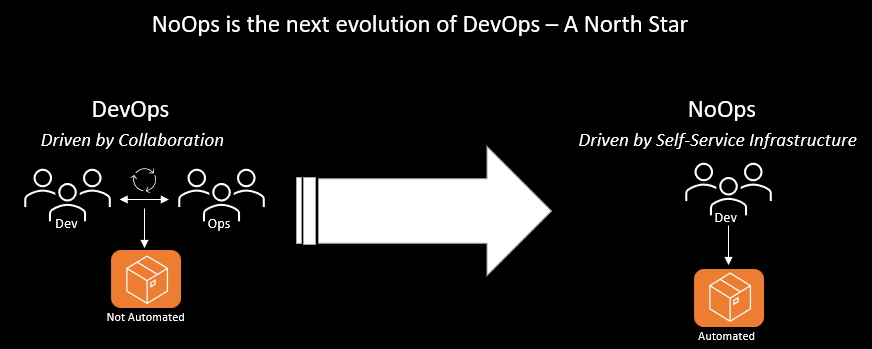 NoOps is the next evolution of DevOps – A North Star
DevOps
Driven by Collaboration
Dev
Ops
Not Automated
NoOps
Driven by Self-Service Infrastructure
Dev
Automated